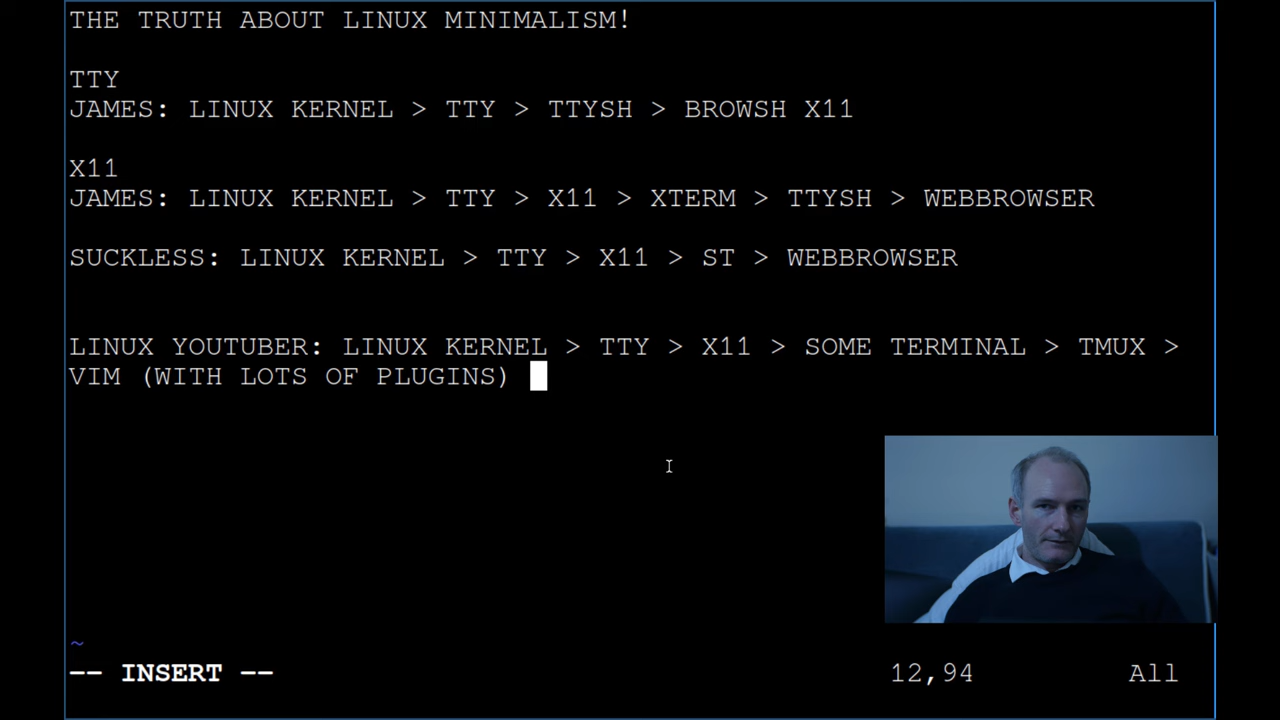 THE TRUTH ABOUT LINUX MINIMALISM!
TTY
JAMES: LINUX KERNEL > TTY > TTYSH > BROWSH X11
X11
JAMES: LINUX KERNEL > TTY > X11 > XTERM > TTYSH > WEBBROWSER
SUCKLESS: LINUX KERNEL > TTY > X11 > ST > WEBBROWSER
LINUX YOUTUBER: LINUX KERNEL > TTY > X11 > SOME TERMINAL > TMUX >
VIM (WITH LOTS OF PLUGINS)
~
-- INSERT -- 12,94 All